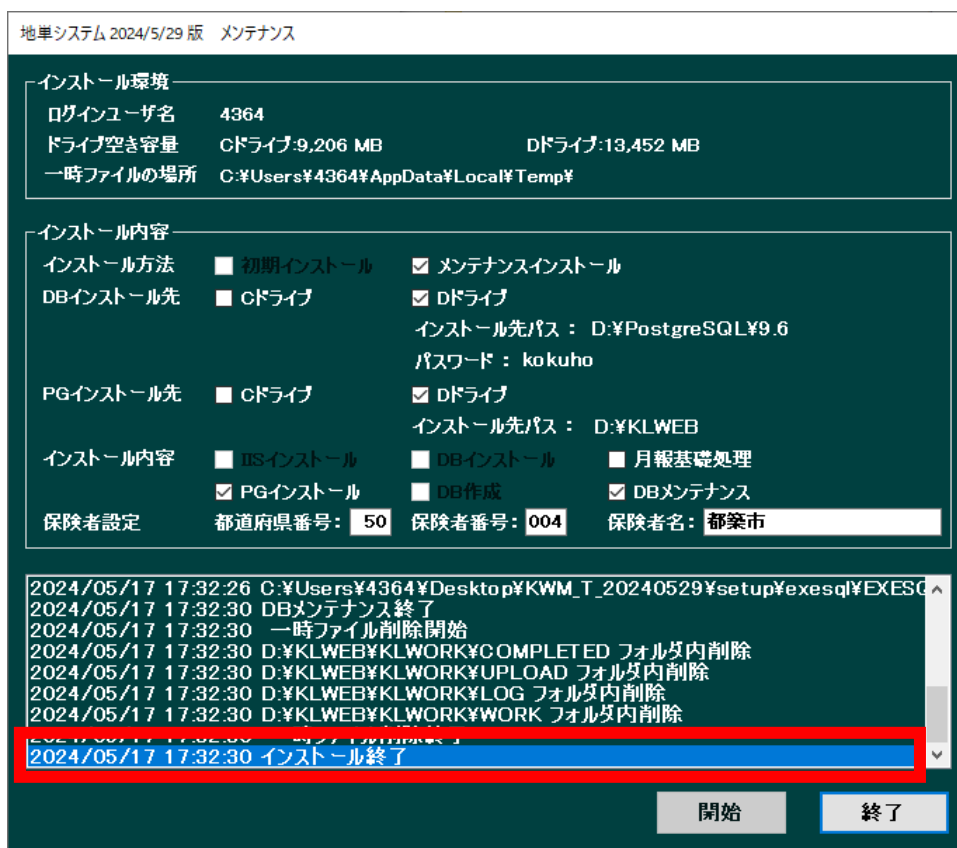 地単システム 2024/5/29 版　メンテナンス
インストール環境
ログインユーザ名　4364
ドライブ空き容量　Cドライブ:9,206 MB　Dドライブ:13,452 MB
一時ファイルの場所　C:¥Users¥4364¥AppData¥Local¥Temp¥
インストール内容
インストール方法　初期インストール　メンテナンスインストール
DBインストール先　Cドライブ　Dドライブ
インストール先パス： D:¥PostgreSQL¥9.6
パスワード： kokuho
PGインストール先　Cドライブ　Dドライブ
インストール先パス： D:¥KLWEB
インストール内容　IISインストール　DBインストール　月報基礎処理
PGインストール　DB作成　DBメンテナンス
保険者設定　都道府県番号: 50　保険者番号: 004　保険者名: 都築市
2024/05/17 17:32:26 C:¥Users¥4364¥Desktop¥KWM_T_20240529¥setup¥exesql¥EXESQ
2024/05/17 17:32:30 DBメンテナンス終了
2024/05/17 17:32:30 一時ファイル削除開始
2024/05/17 17:32:30 D:¥KLWEB¥KLWORK¥COMPLETED フォルダ内削除
2024/05/17 17:32:30 D:¥KLWEB¥KLWORK¥UPLOAD フォルダ内削除
2024/05/17 17:32:30 D:¥KLWEB¥KLWORK¥LOG フォルダ内削除
2024/05/17 17:32:30 D:¥KLWEB¥KLWORK¥WORK フォルダ内削除
2024/05/17 17:32:30 一時ファイル削除終了
2024/05/17 17:32:30 インストール終了
開始　終了